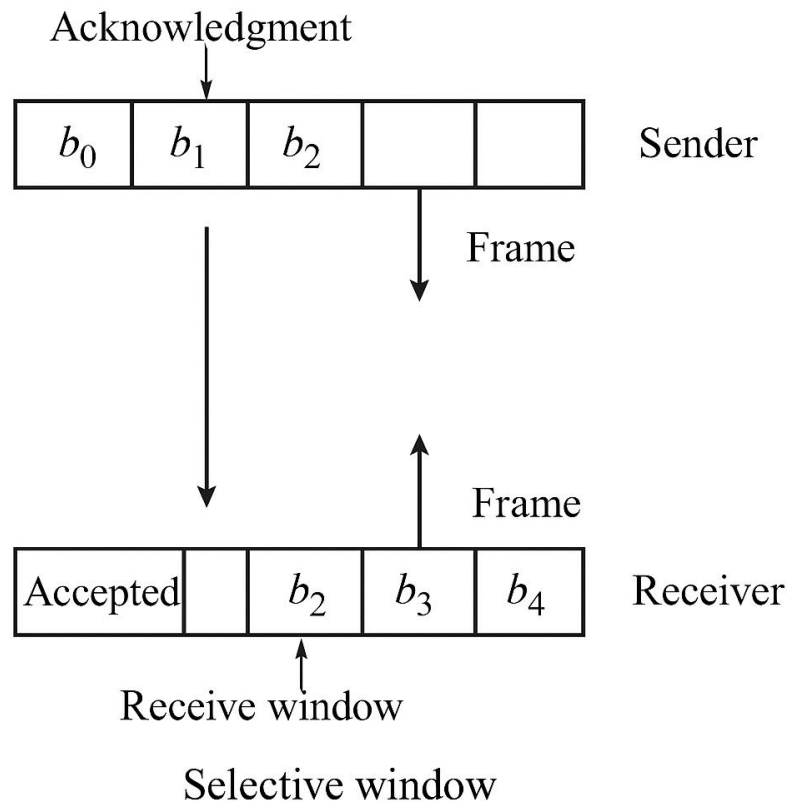 Acknowledgment
b₀ b₁ b₂ Sender
Frame
Frame
Accepted b₂ b₃ b₄ Receiver
Receive window
Selective window